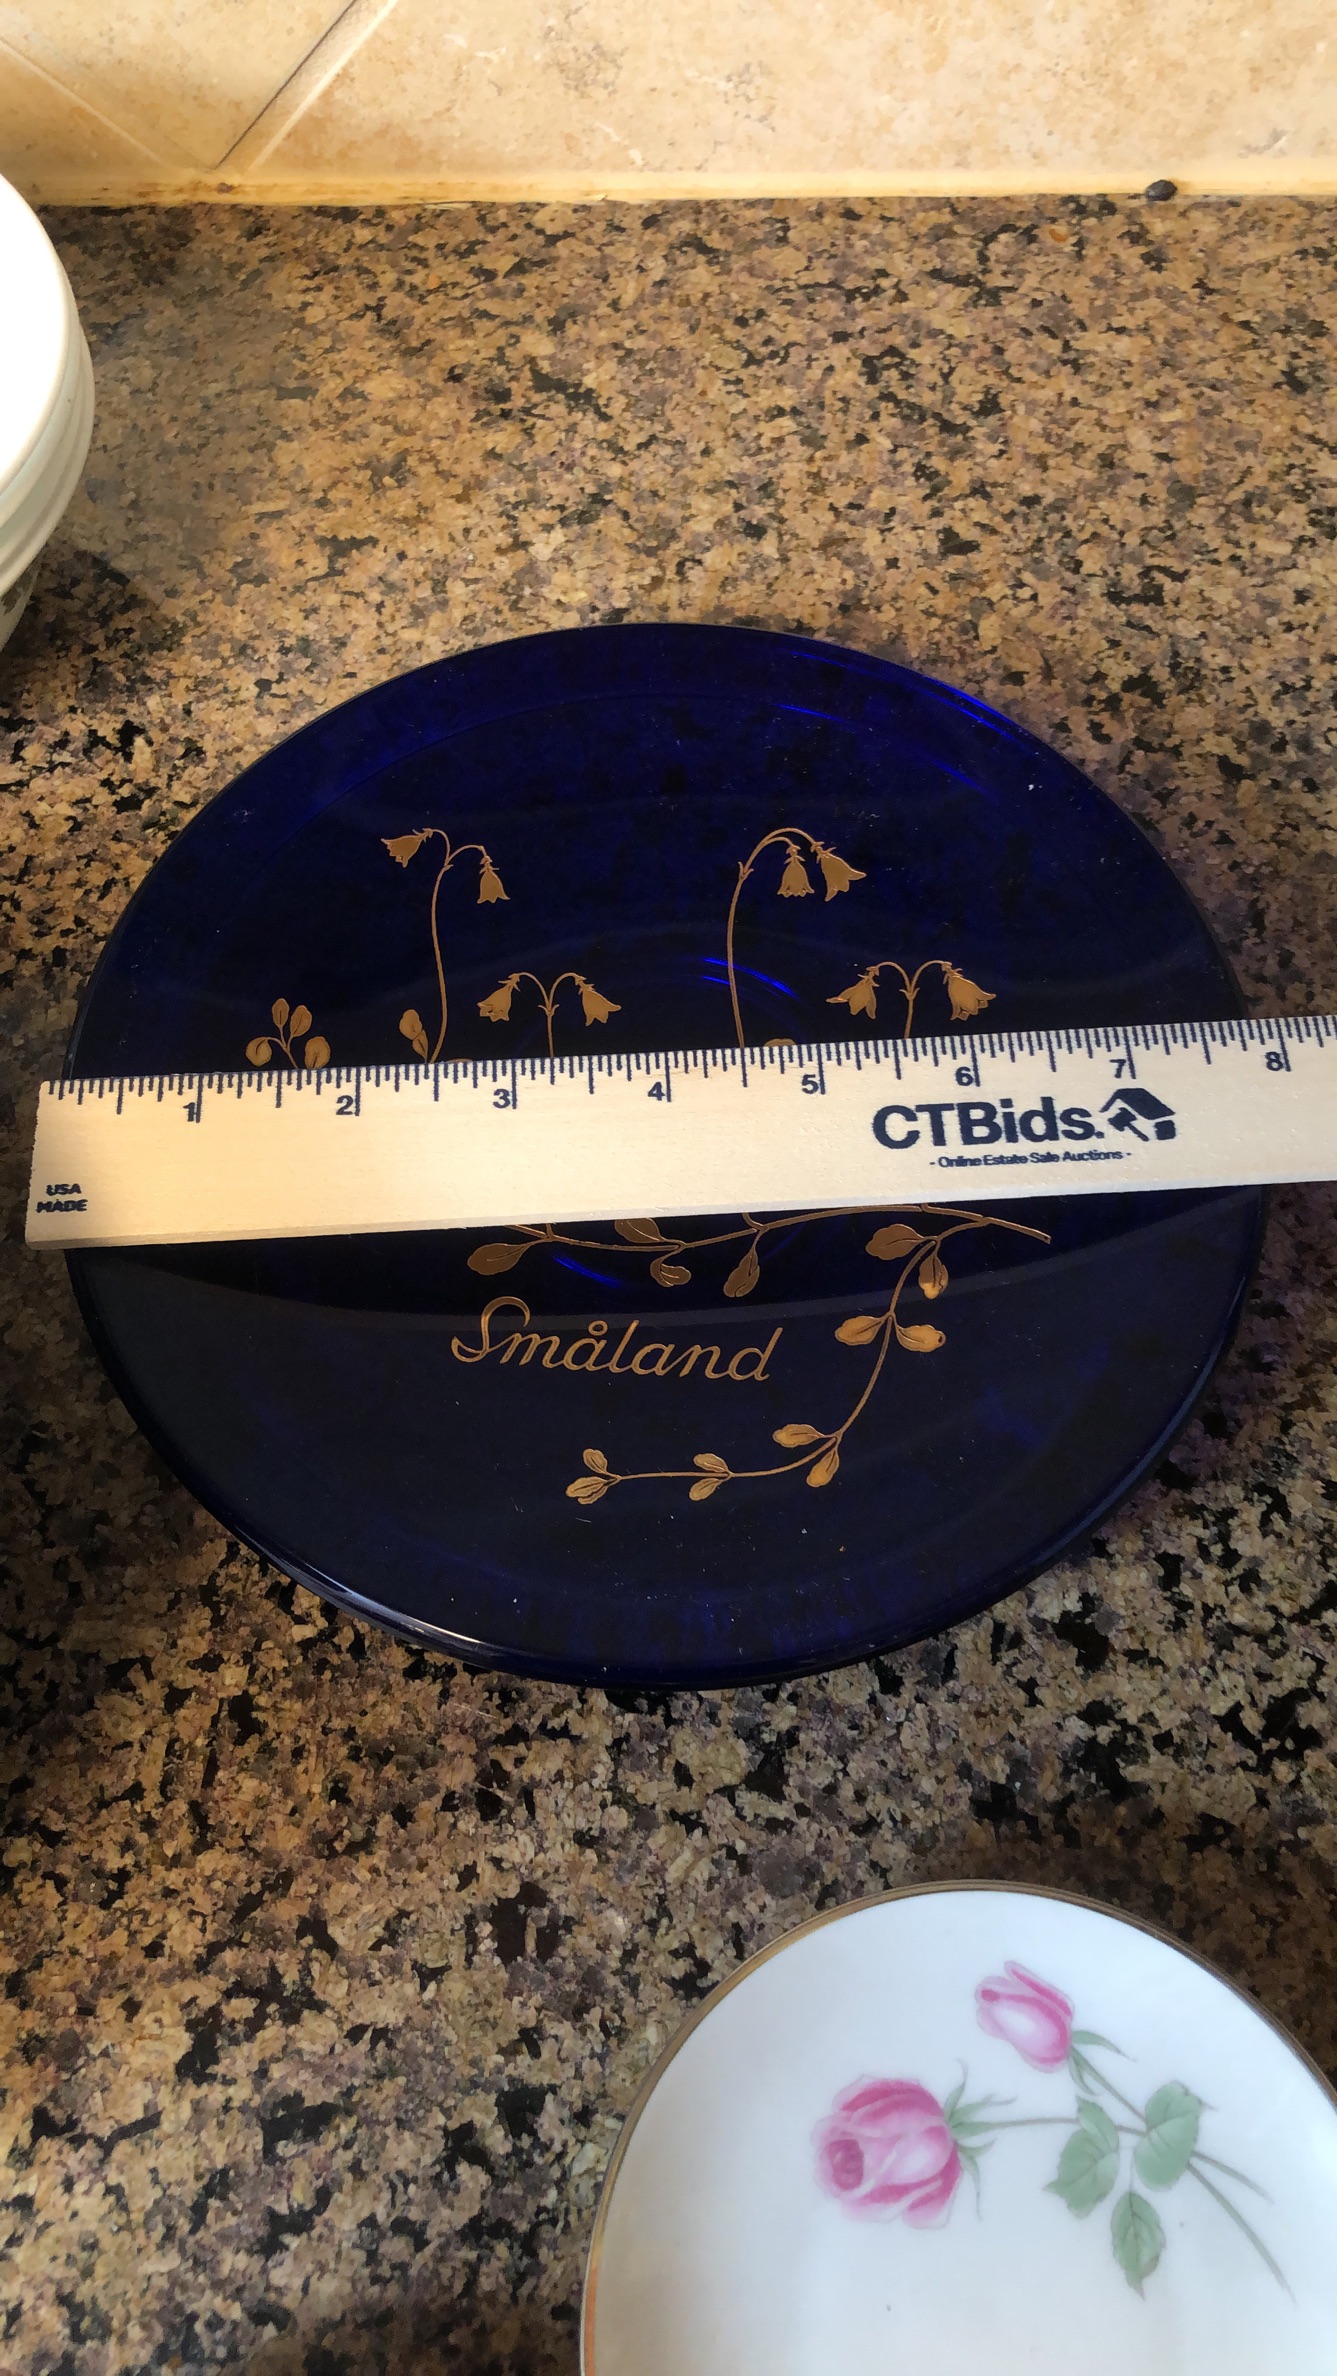 1 2 3 4 5 6 7 8
CTBids.
- Online Estate Sale Auctions -
USA
MADE
Småland